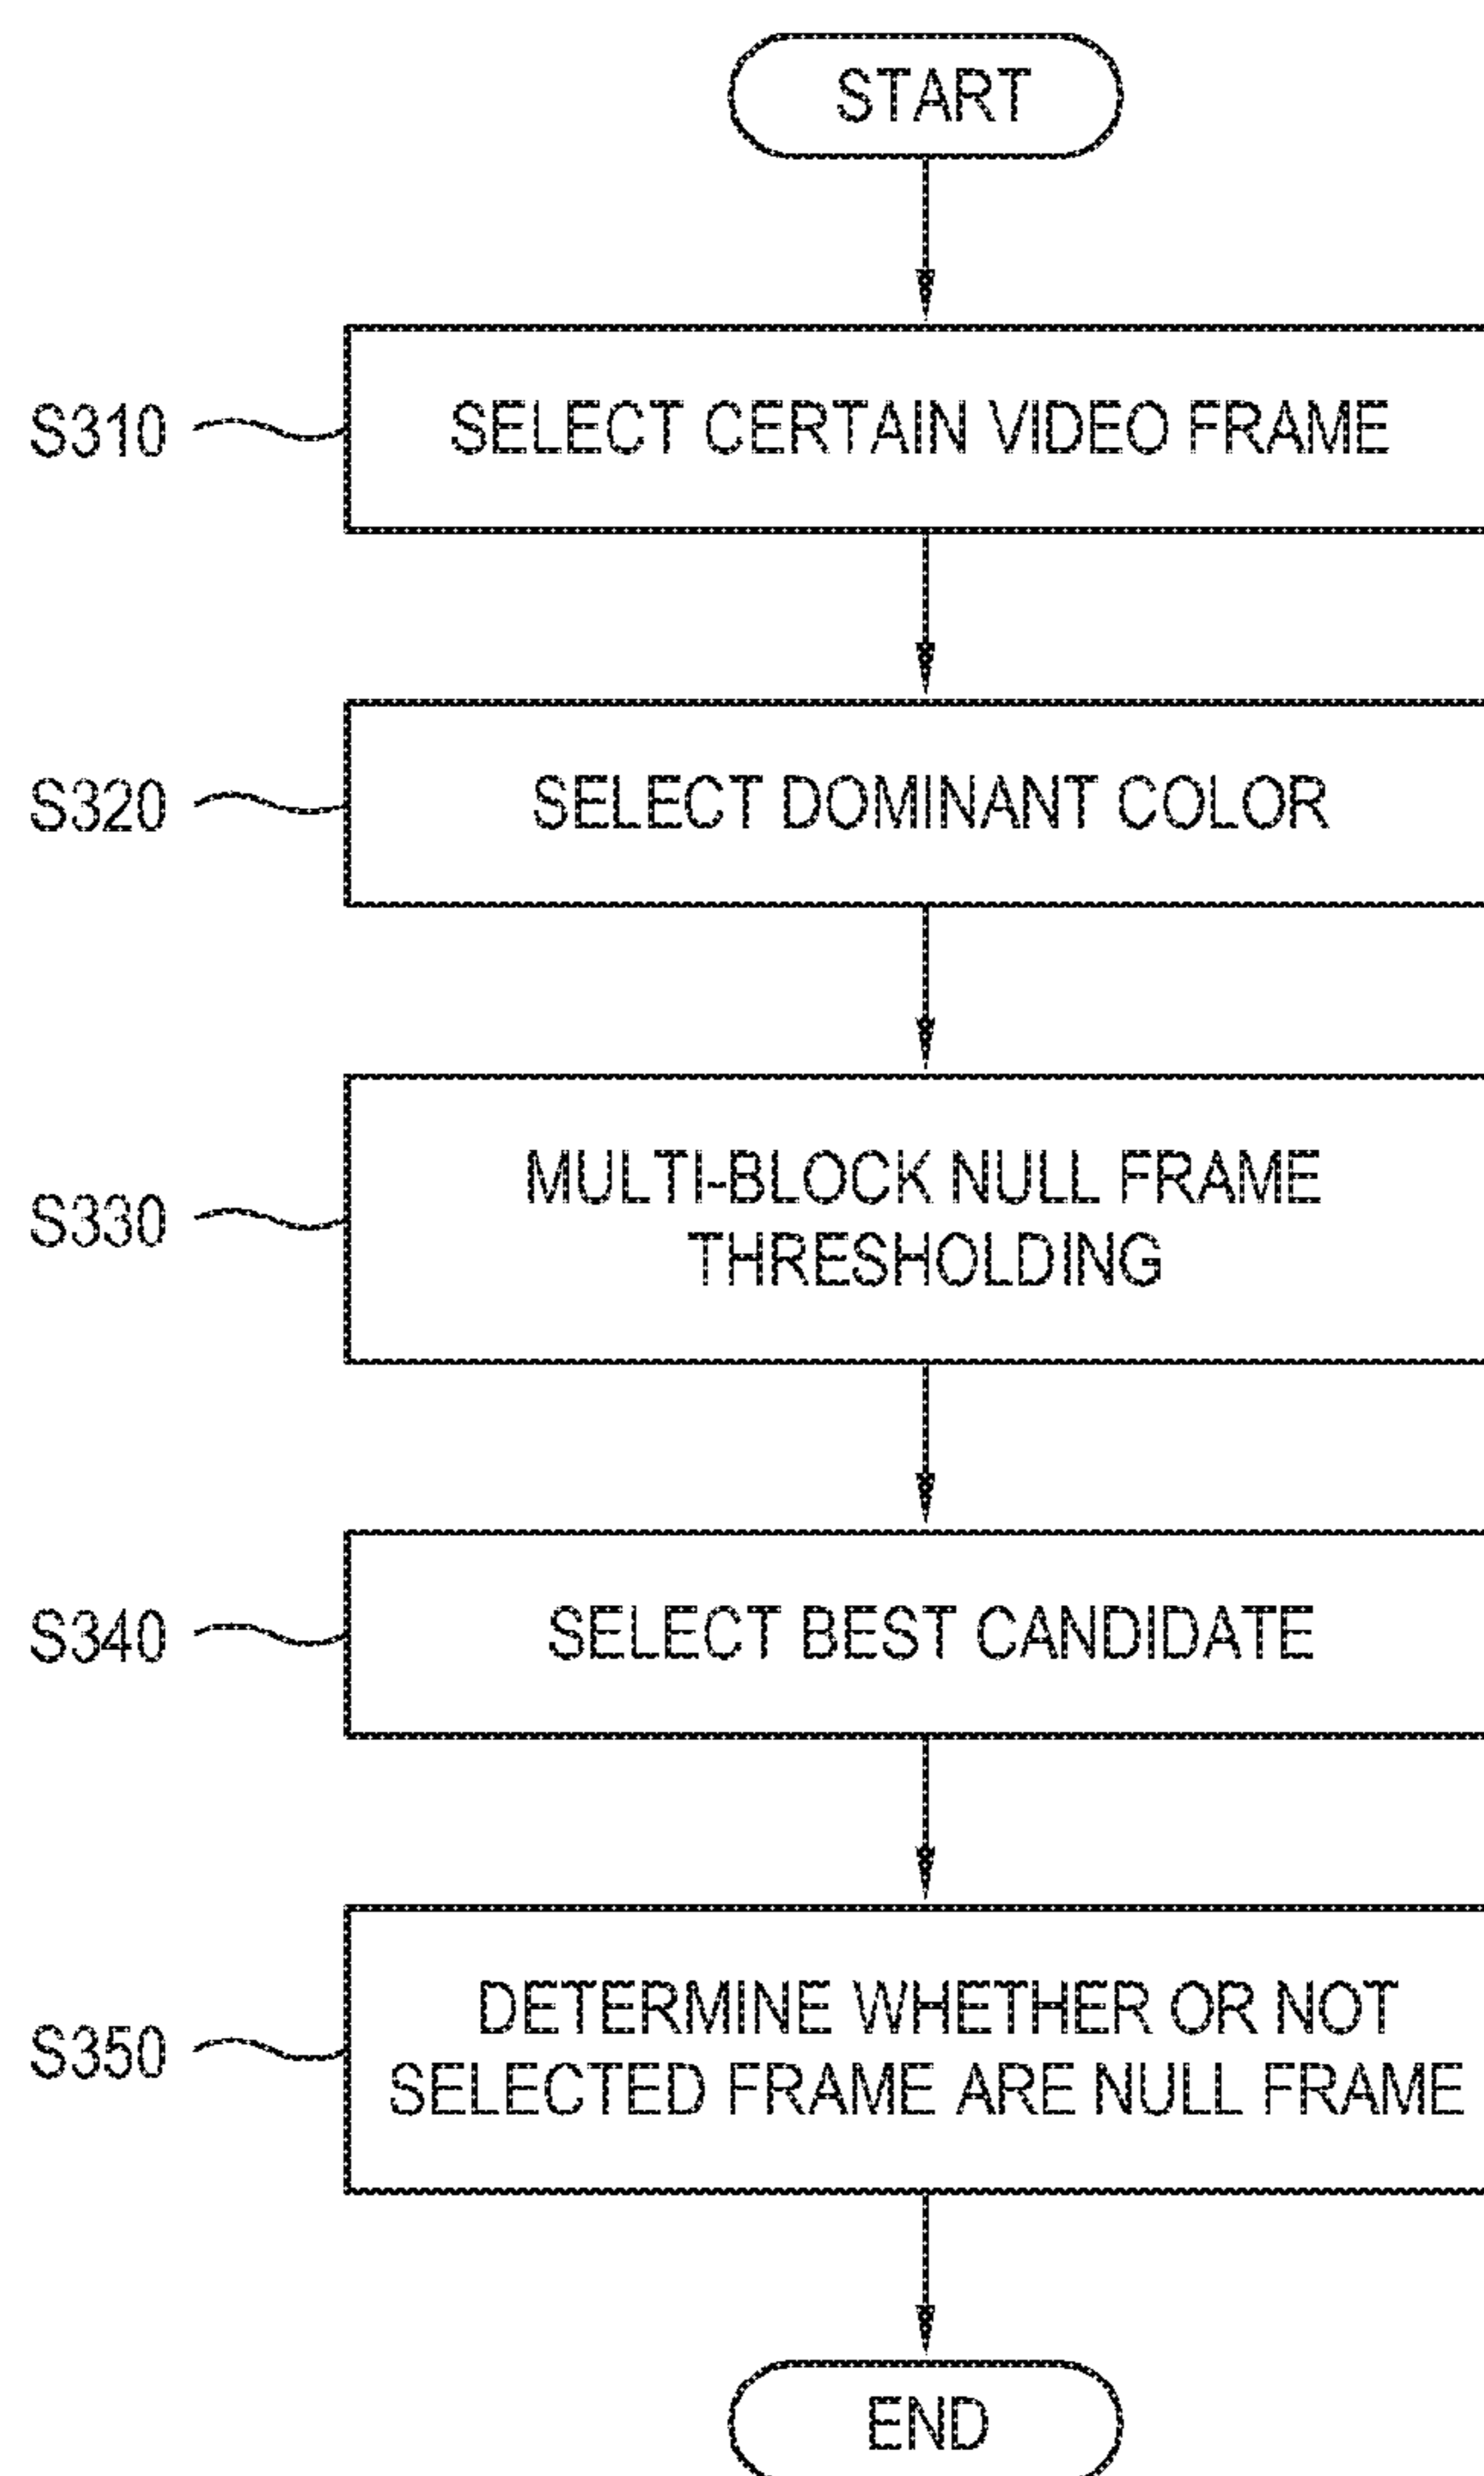 START
S310
SELECT CERTAIN VIDEO FRAME
S320
SELECT DOMINANT COLOR
S330
MULTI-BLOCK NULL FRAME
THRESHOLDING
S340
SELECT BEST CANDIDATE
S350
DETERMINE WHETHER OR NOT
SELECTED FRAME ARE NULL FRAME
END